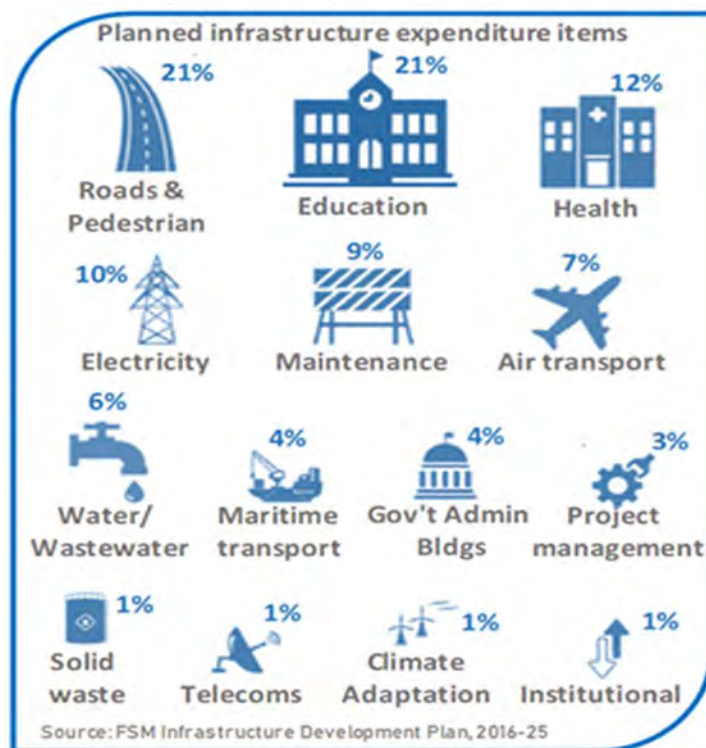 Planned infrastructure expenditure items
21%
Roads &
Pedestrian
21%
Education
12%
Health
10%
Electricity
9%
Maintenance
7%
Air transport
6%
Water/
Wastewater
4%
Maritime
transport
4%
Gov't Admin
Bldgs
3%
Project
management
1%
Solid
waste
1%
Telecoms
1%
Climate
Adaptation
1%
Institutional
Source: FSM Infrastructure Development Plan, 2016-25